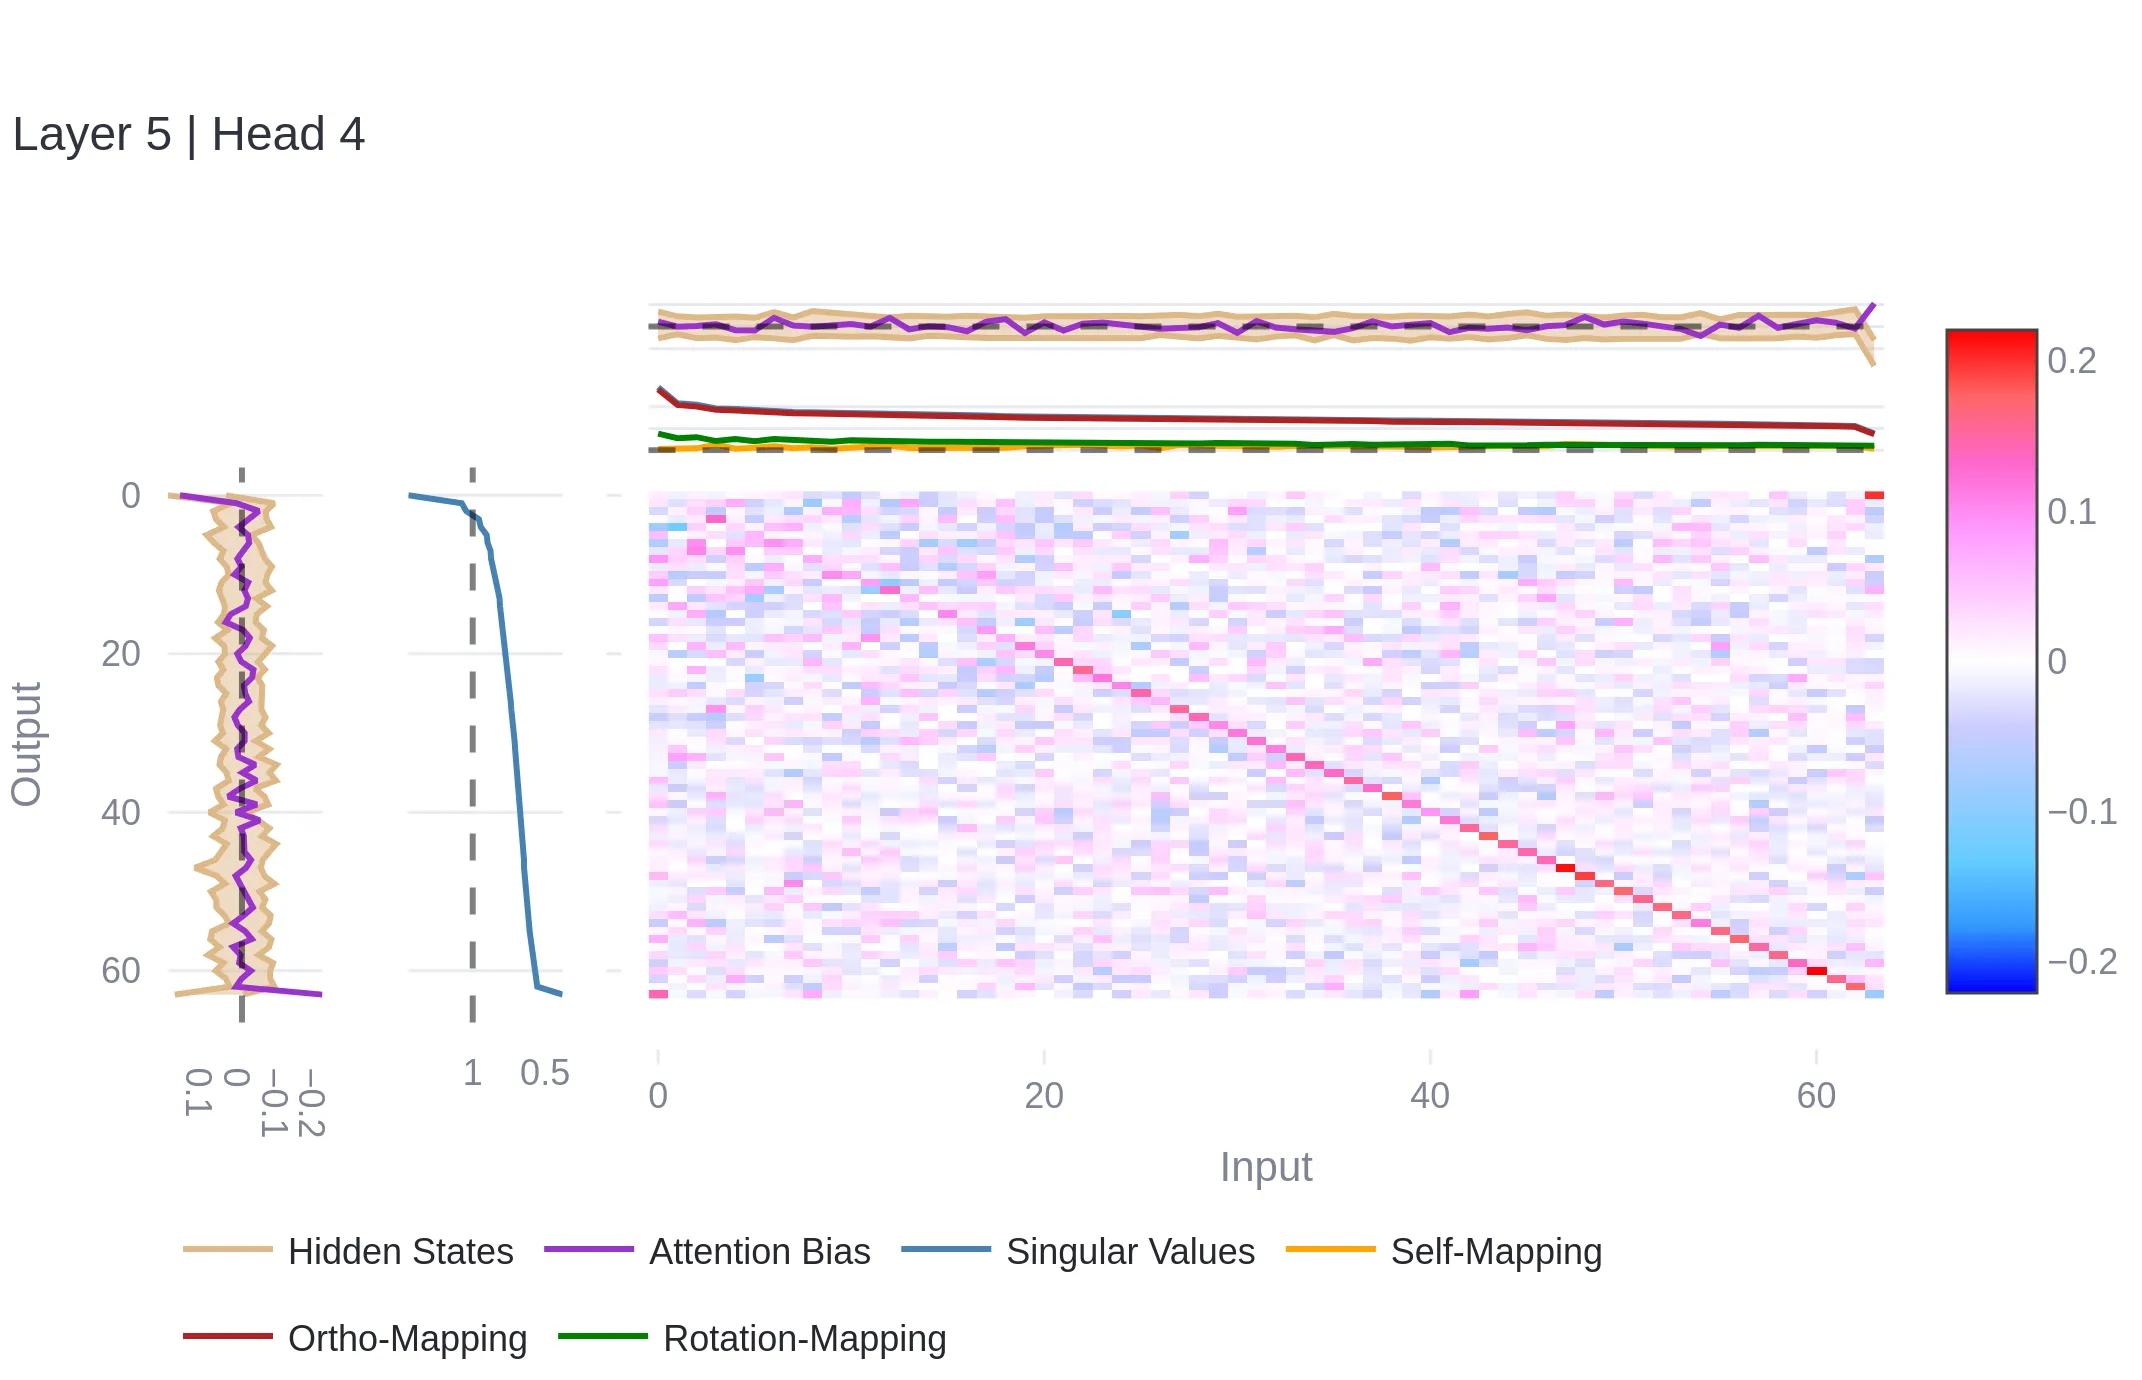 Layer 5 | Head 4
0
20
40
60
Output
0.1
0
−0.1
−0.2
1
0.5
0
20
40
60
Input
0.2
0.1
0
−0.1
−0.2
Hidden States
Attention Bias
Singular Values
Self-Mapping
Ortho-Mapping
Rotation-Mapping